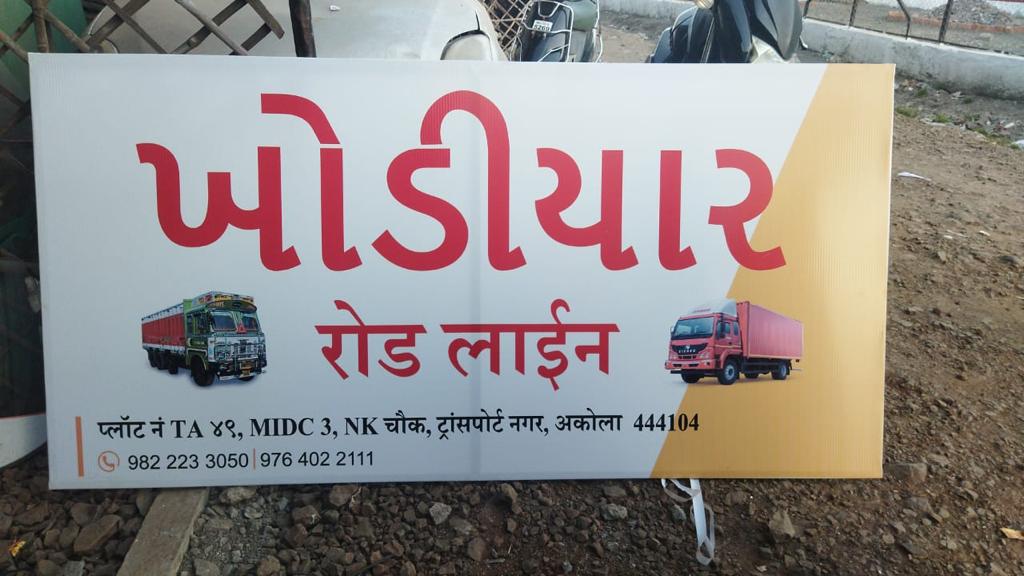 ખોડીયાર
रोड लाईन
प्लॉट नं TA ४९, MIDC 3, NK चौक, ट्रांसपोर्ट नगर, अकोला 444104
982 223 3050 | 976 402 2111